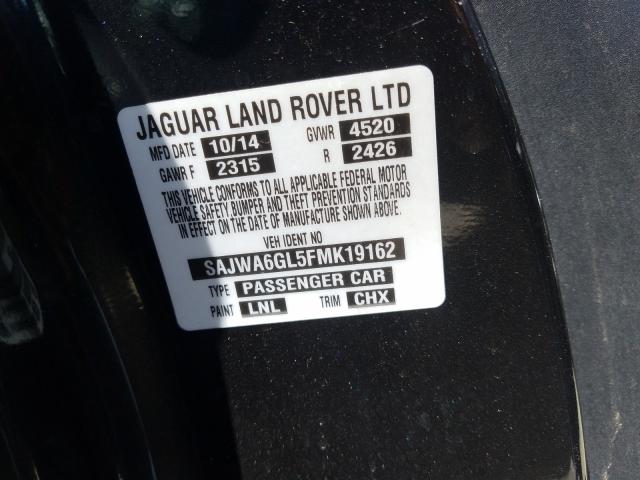 JAGUAR LAND ROVER LTD
MFD DATE 10/14 GVWR 4520
GAWR F 2315 R 2426
THIS VEHICLE CONFORMS TO ALL APPLICABLE FEDERAL MOTOR
VEHICLE SAFETY BUMPER AND THEFT PREVENTION STANDARDS
IN EFFECT ON THE DATE OF MANUFACTURE SHOWN ABOVE.
VEH IDENT NO
SAJWA6GL5FMK19162
TYPE PASSENGER CAR
PAINT LNL TRIM CHX